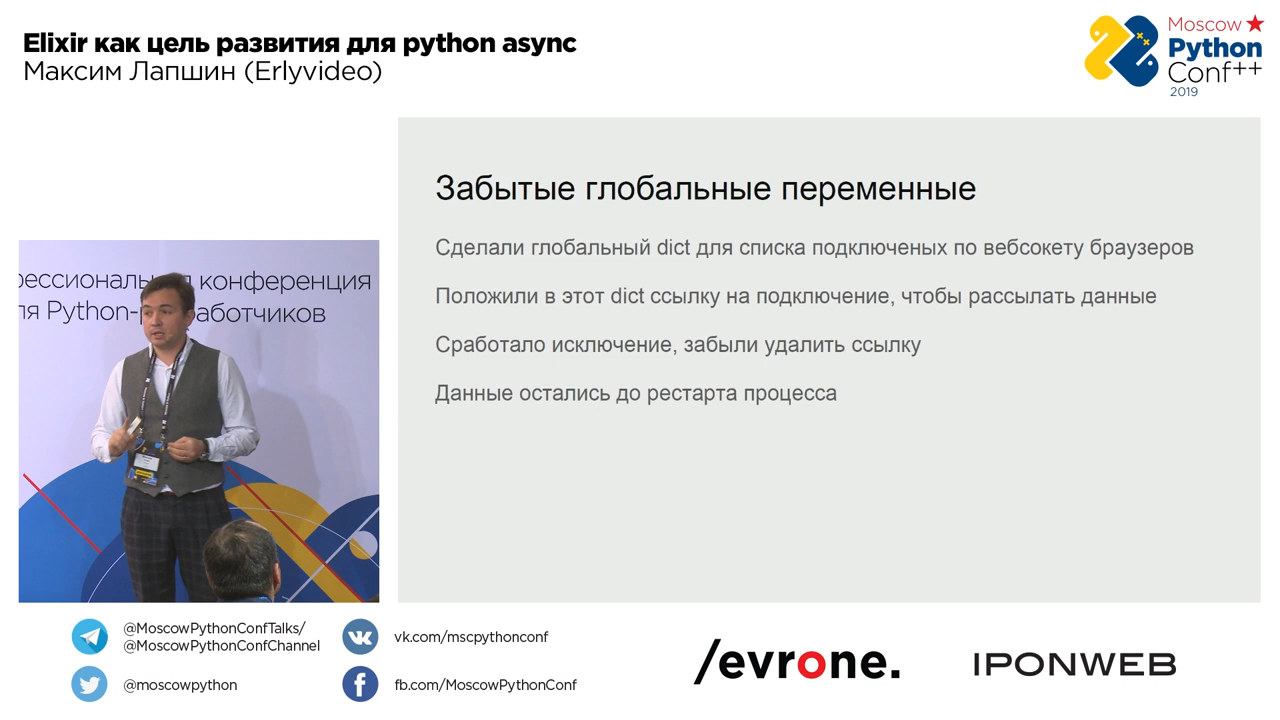 Elixir как цель развития для python async
Максим Лапшин (Erlyvideo)
Moscow
Python
Conf++
2019
Забытые глобальные переменные
Сделали глобальный dict для списка подключеных по вебсокету браузеров
Положили в этот dict ссылку на подключение, чтобы рассылать данные
Сработало исключение, забыли удалить ссылку
Данные остались до рестарта процесса
конференция
Python-
@MoscowPythonConfTalks/
@MoscowPythonConfChannel
vk.com/mscpythonconf
@moscowpython
fb.com/MoscowPythonConf
/evrone.
IPONWEB